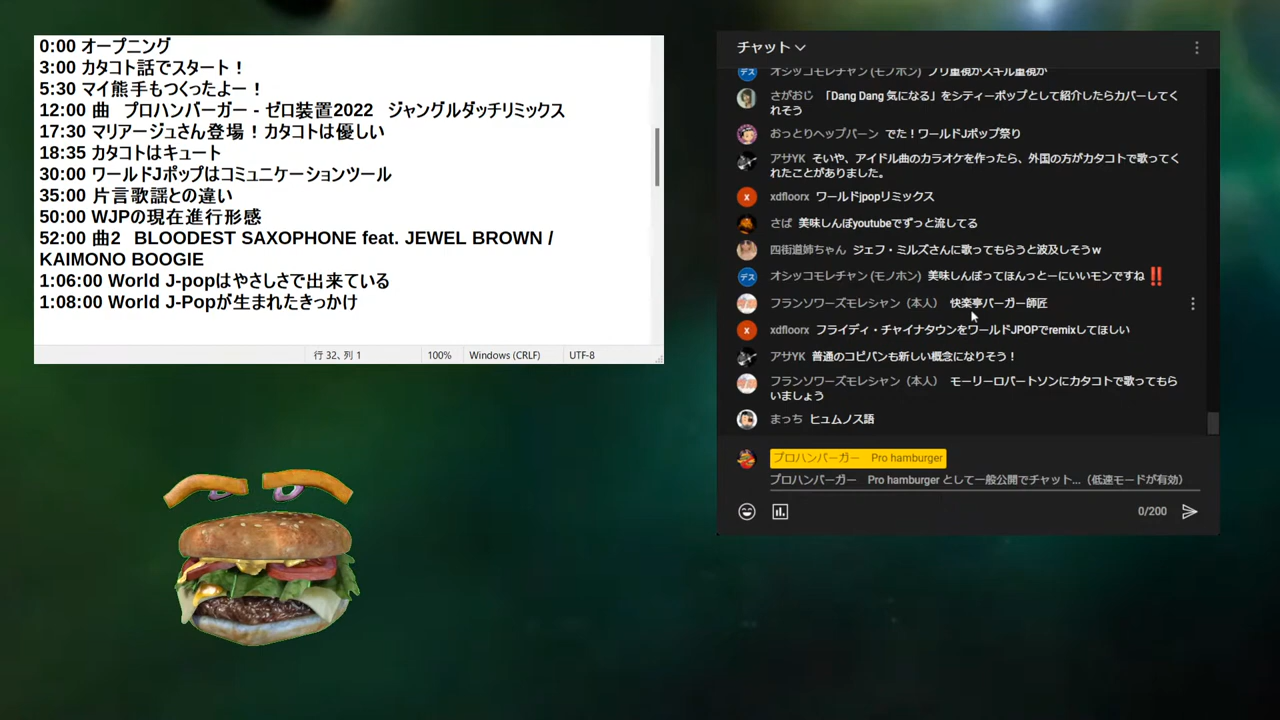 0:00 オープニング
3:00 カタコト話でスタート！
5:30 マイ熊手もつくったよー！
12:00 曲　プロハンバーガー - ゼロ装置2022　ジャングルダッチリミックス
17:30 マリアージュさん登場！カタコトは優しい
18:35 カタコトはキュート
30:00 ワールドJポップはコミュニケーションツール
35:00 片言歌謡との違い
50:00 WJPの現在進行形感
52:00 曲2　BLOODEST SAXOPHONE feat. JEWEL BROWN /
KAIMONO BOOGIE
1:06:00 World J-popはやさしさで出来ている
1:08:00 World J-Popが生まれたきっかけ
行 32、列 1
100%
Windows (CRLF)
UTF-8
チャット
デス オシッコモレチャン (モノホン) ノリ重視かスキル重視か
さがおじ 「Dang Dang 気になる」をシティーポップとして紹介したらカバーしてく
れそう
おっとりヘップバーン でた！ワールドJポップ祭り
アサYK そいや、アイドル曲のカラオケを作ったら、外国の方がカタコトで歌ってく
れたことがありました。
x xdfloorx ワールドjpopリミックス
さば 美味しんぼyoutubeでずっと流してる
四街道姉ちゃん ジェフ・ミルズさんに歌ってもらうと波及しそうｗ
デス オシッコモレチャン (モノホン) 美味しんぼってほんっとーにいいモンですね‼
フランソワーズモレシャン（本人） 快楽亭バーガー師匠
x xdfloorx フライディ・チャイナタウンをワールドJPOPでremixしてほしい
アサYK 普通のコピバンも新しい概念になりそう！
フランソワーズモレシャン（本人） モーリーロバートソンにカタコトで歌ってもら
いましょう
まっち ヒュムノス語
プロハンバーガー　Pro hamburger
プロハンバーガー　Pro hamburger として一般公開でチャット...（低速モードが有効）
0/200